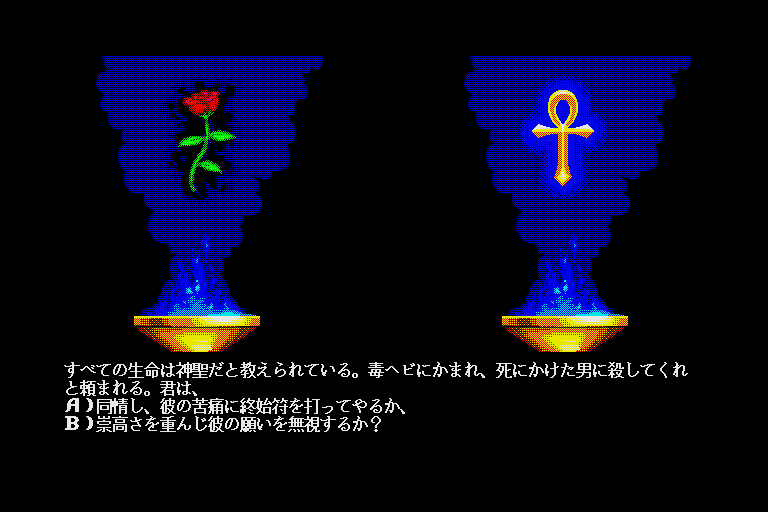 すべての生命は神聖だと教えられている。毒ヘビにかまれ、死にかけた男に殺してくれ
と頼まれる。君は、
A)同情し、彼の苦痛に終始符を打ってやるか、
B)崇高さを重んじ彼の願いを無視するか？